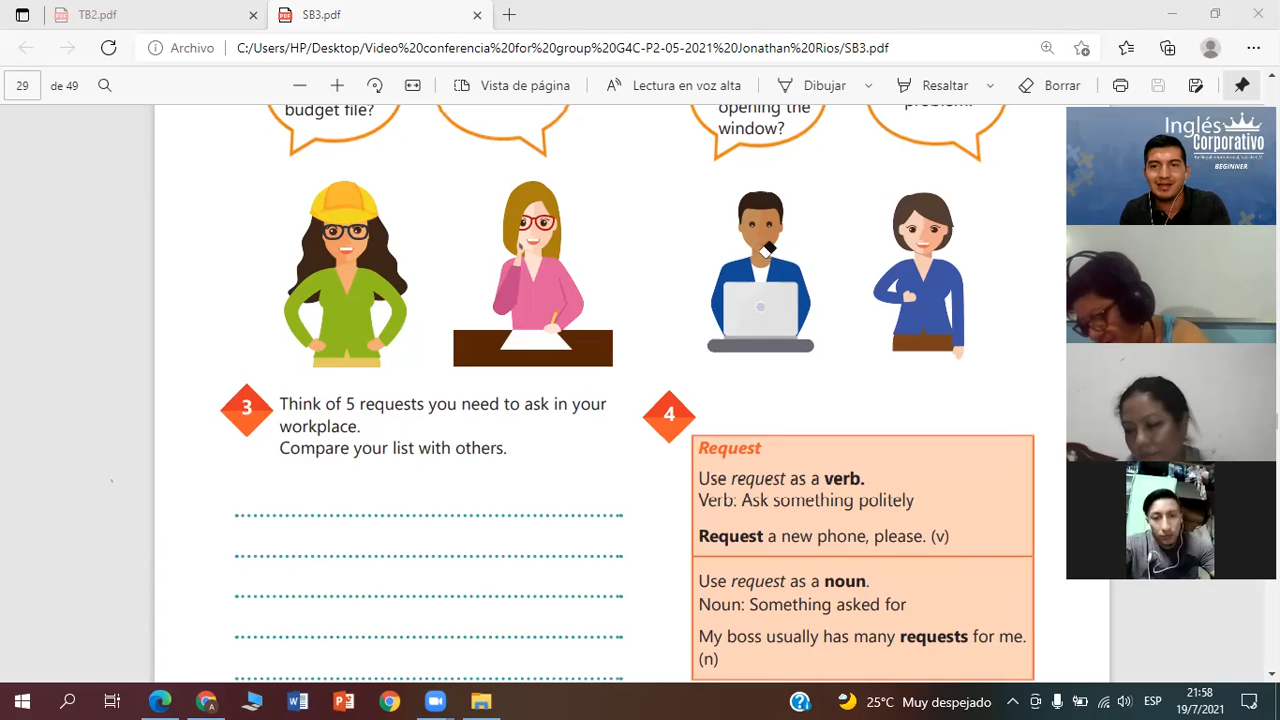 TB2.pdf
SB3.pdf
Archivo
C:/Users/HP/Desktop/Video%20conferencia%20for%20group%20G4C-P2-05-2021%20Jonathan%20Rios/SB3.pdf
29
de 49
Vista de página
Lectura en voz alta
Dibujar
Resaltar
Borrar
budget file?
opening the
window?
problem.
Inglés
Corporativo
BEGINNER
3
Think of 5 requests you need to ask in your
workplace.
Compare your list with others.
4
Request
Use request as a verb.
Verb: Ask something politely
Request a new phone, please. (v)
Use request as a noun.
Noun: Something asked for
My boss usually has many requests for me.
(n)
25°C Muy despejado
ESP
21:58
19/7/2021